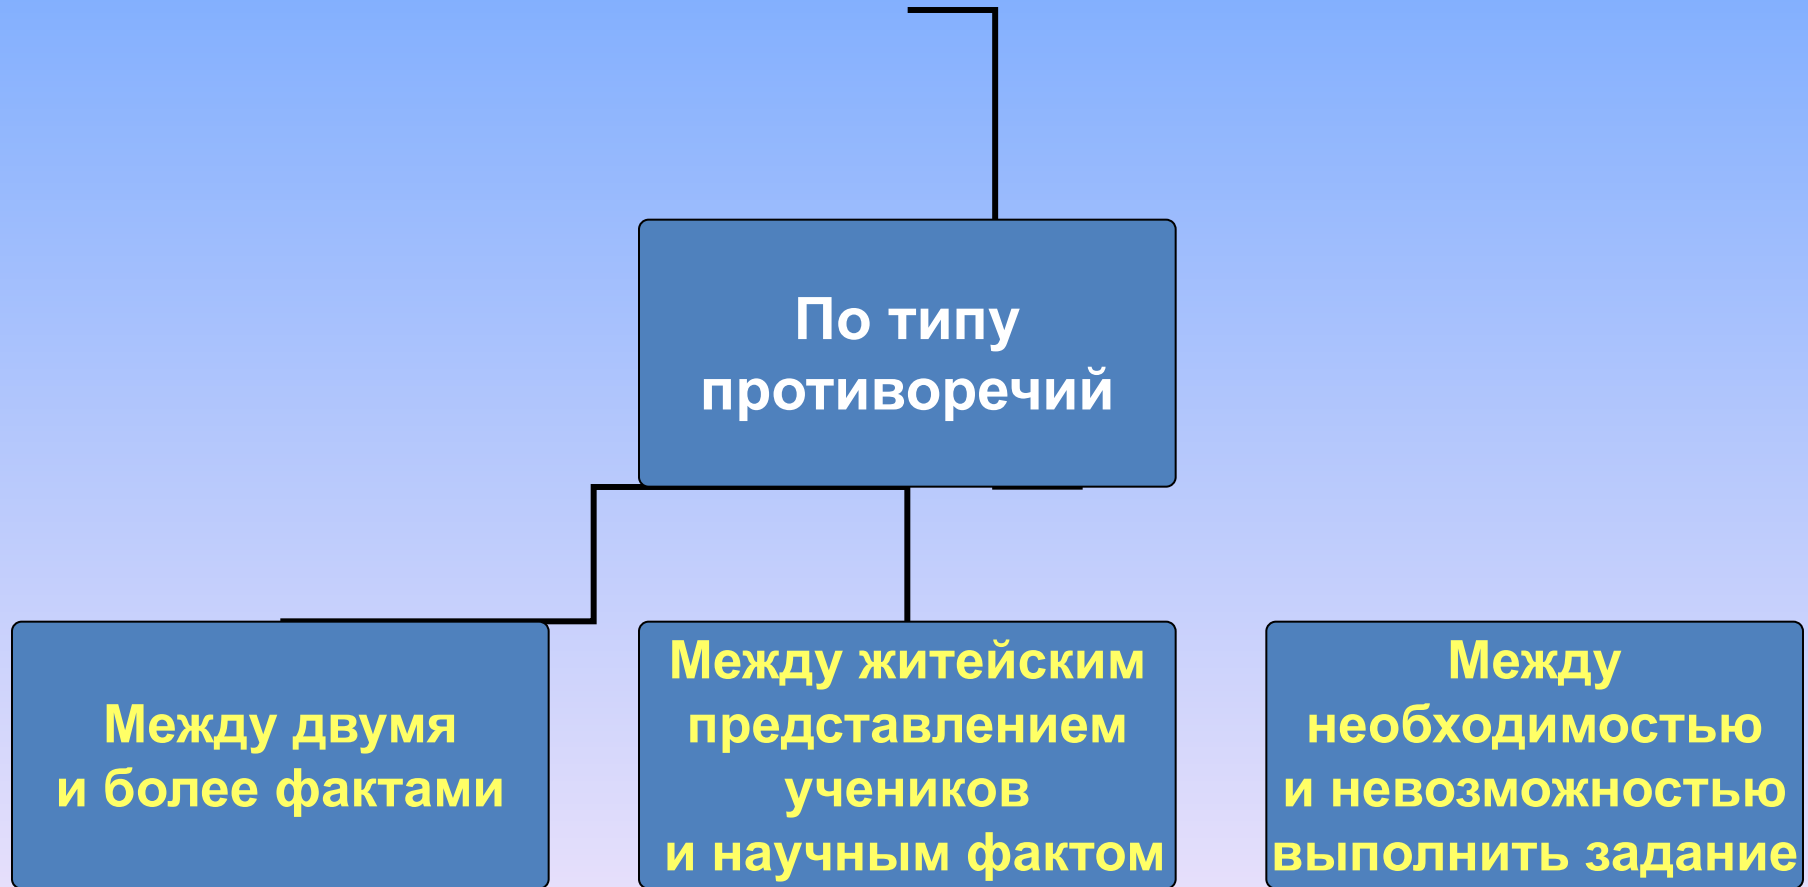 По типу
противоречий
Между двумя
и более фактами
Между житейским
представлением
учеников
и научным фактом
Между
необходимостью
и невозможностью
выполнить задание